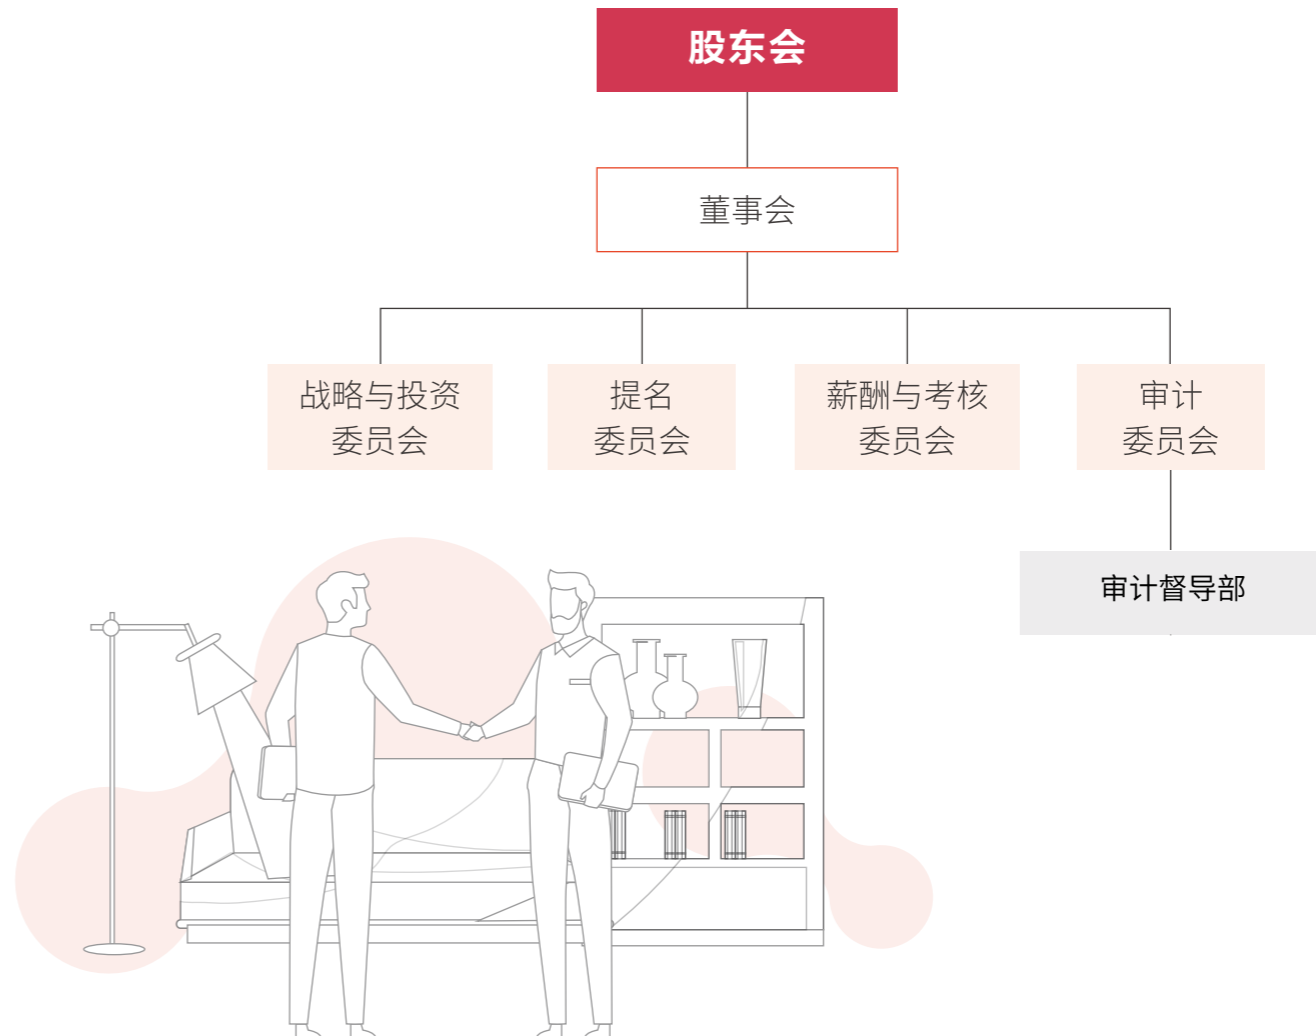 股东会
董事会
战略与投资
委员会
提名
委员会
薪酬与考核
委员会
审计
委员会
审计督导部